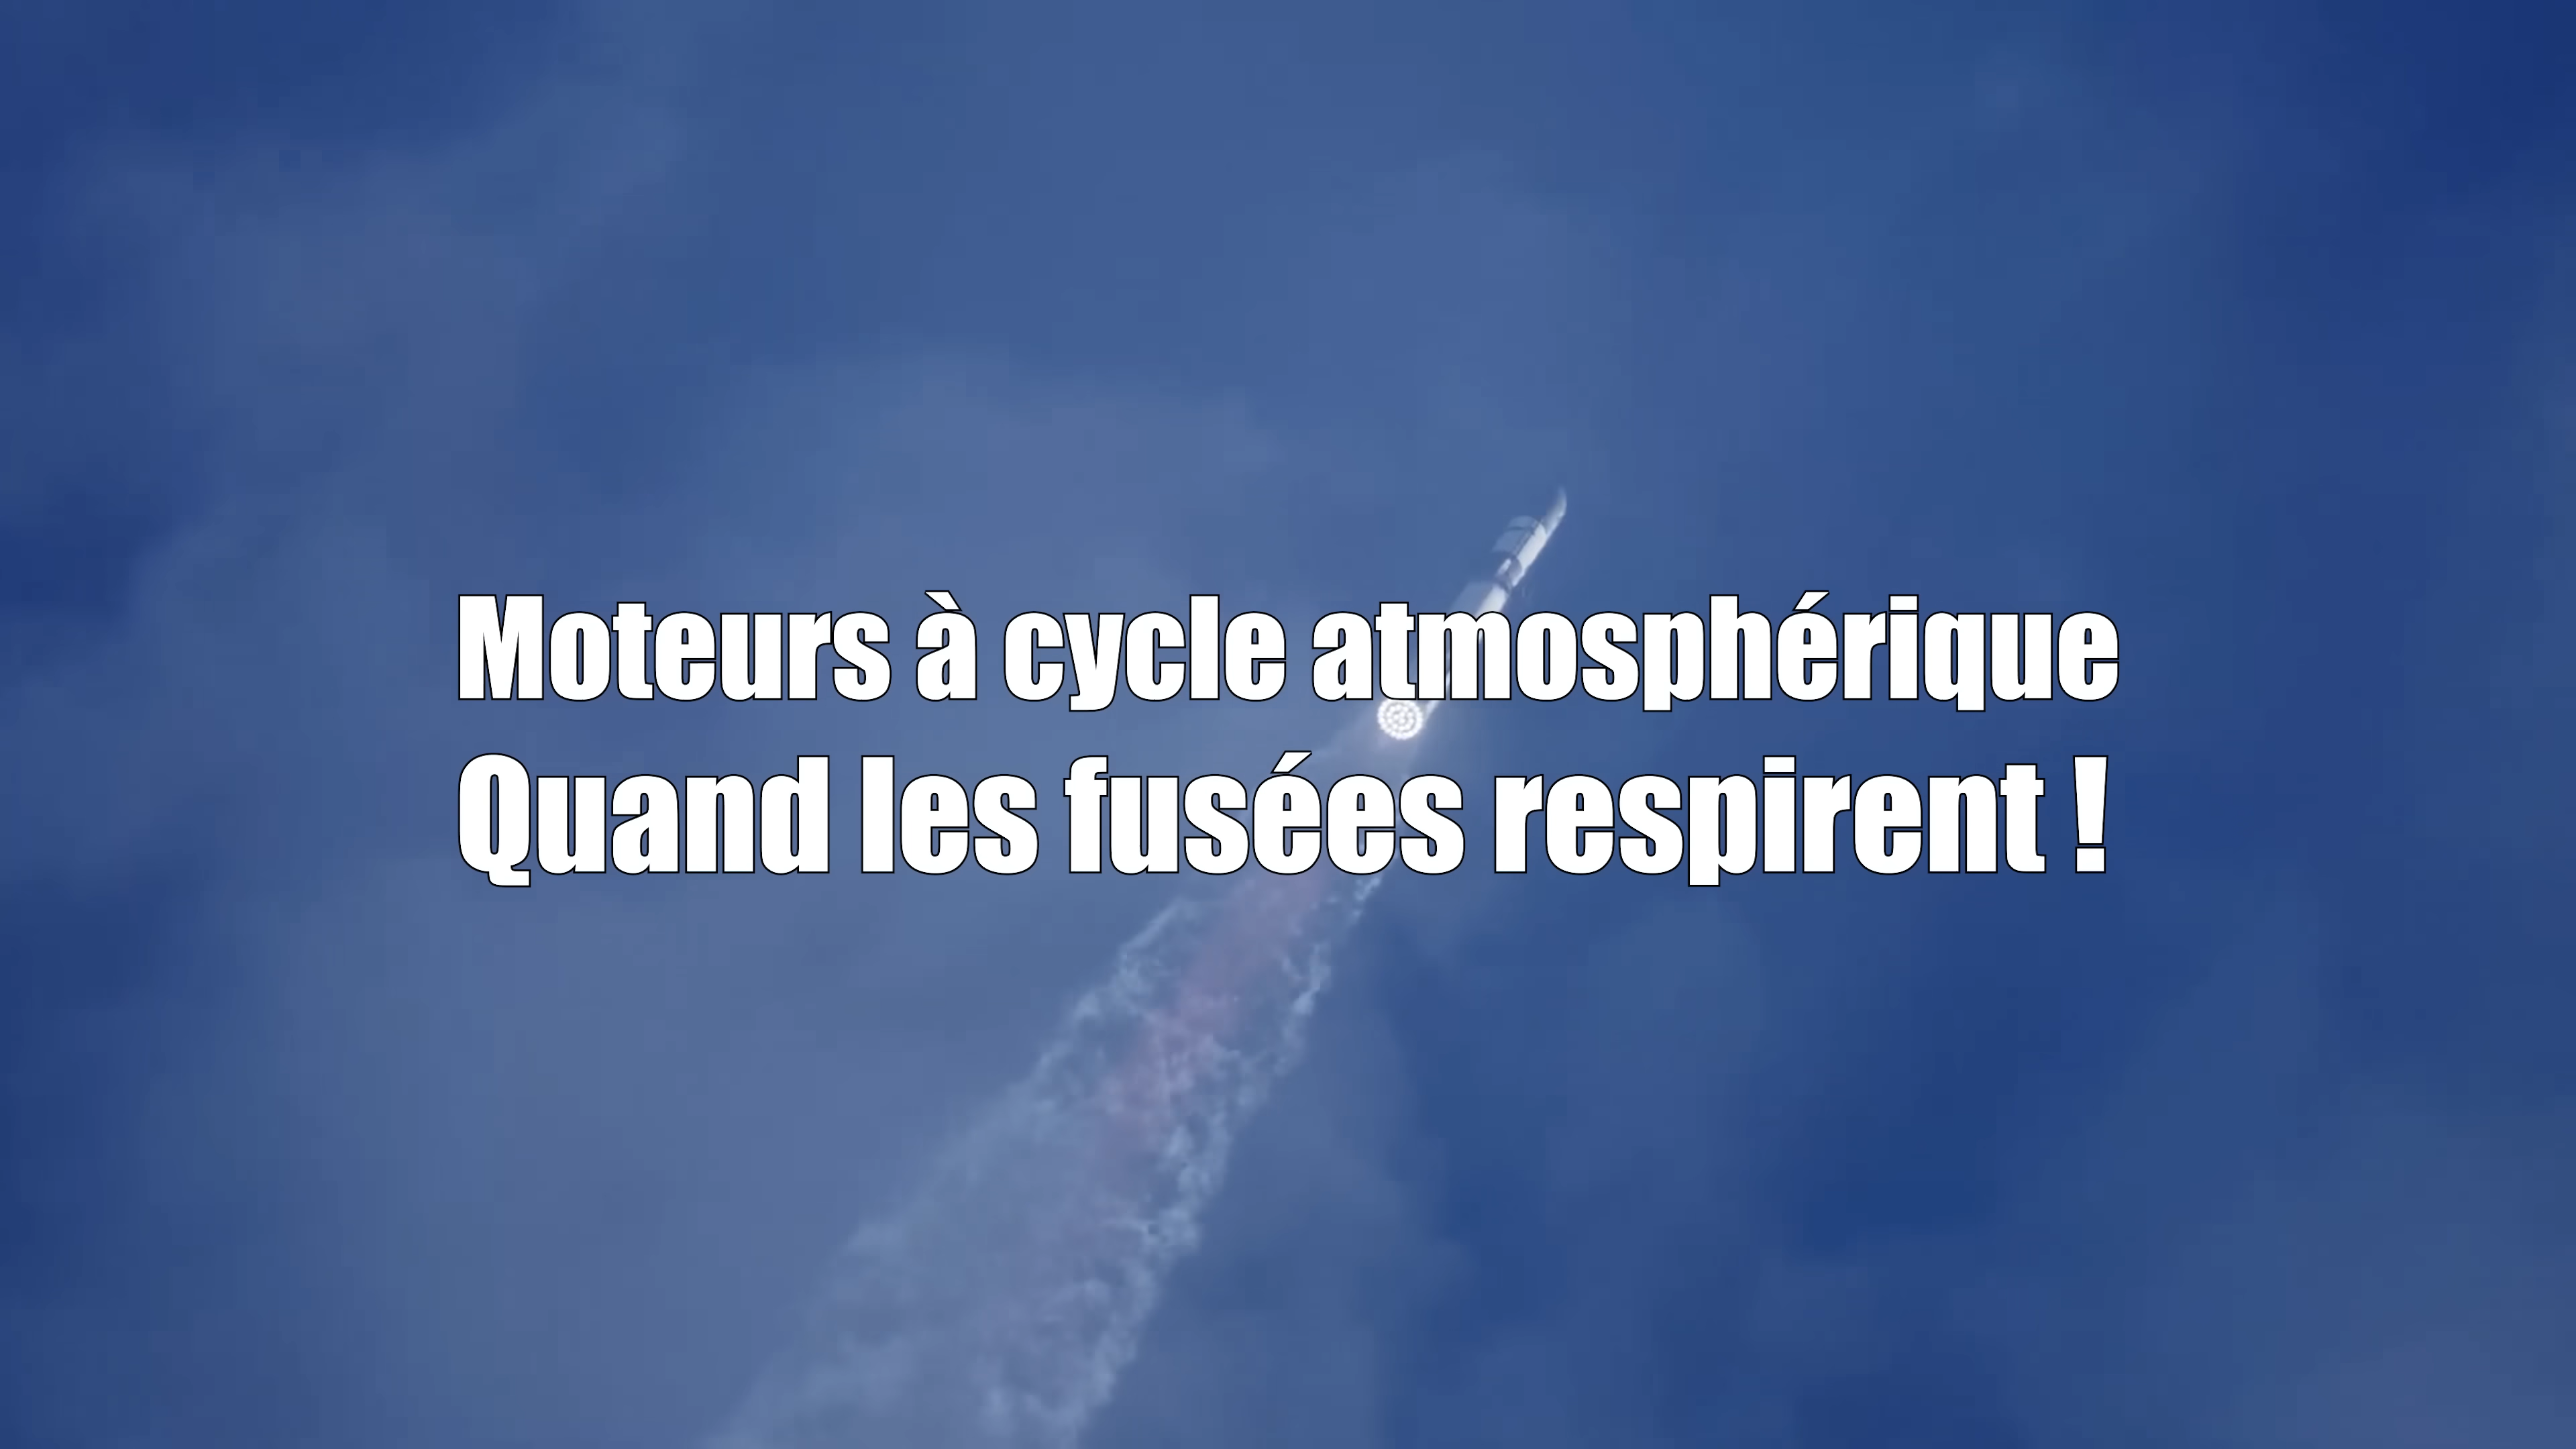 Moteurs à cycle atmosphérique
Quand les fusées respirent !